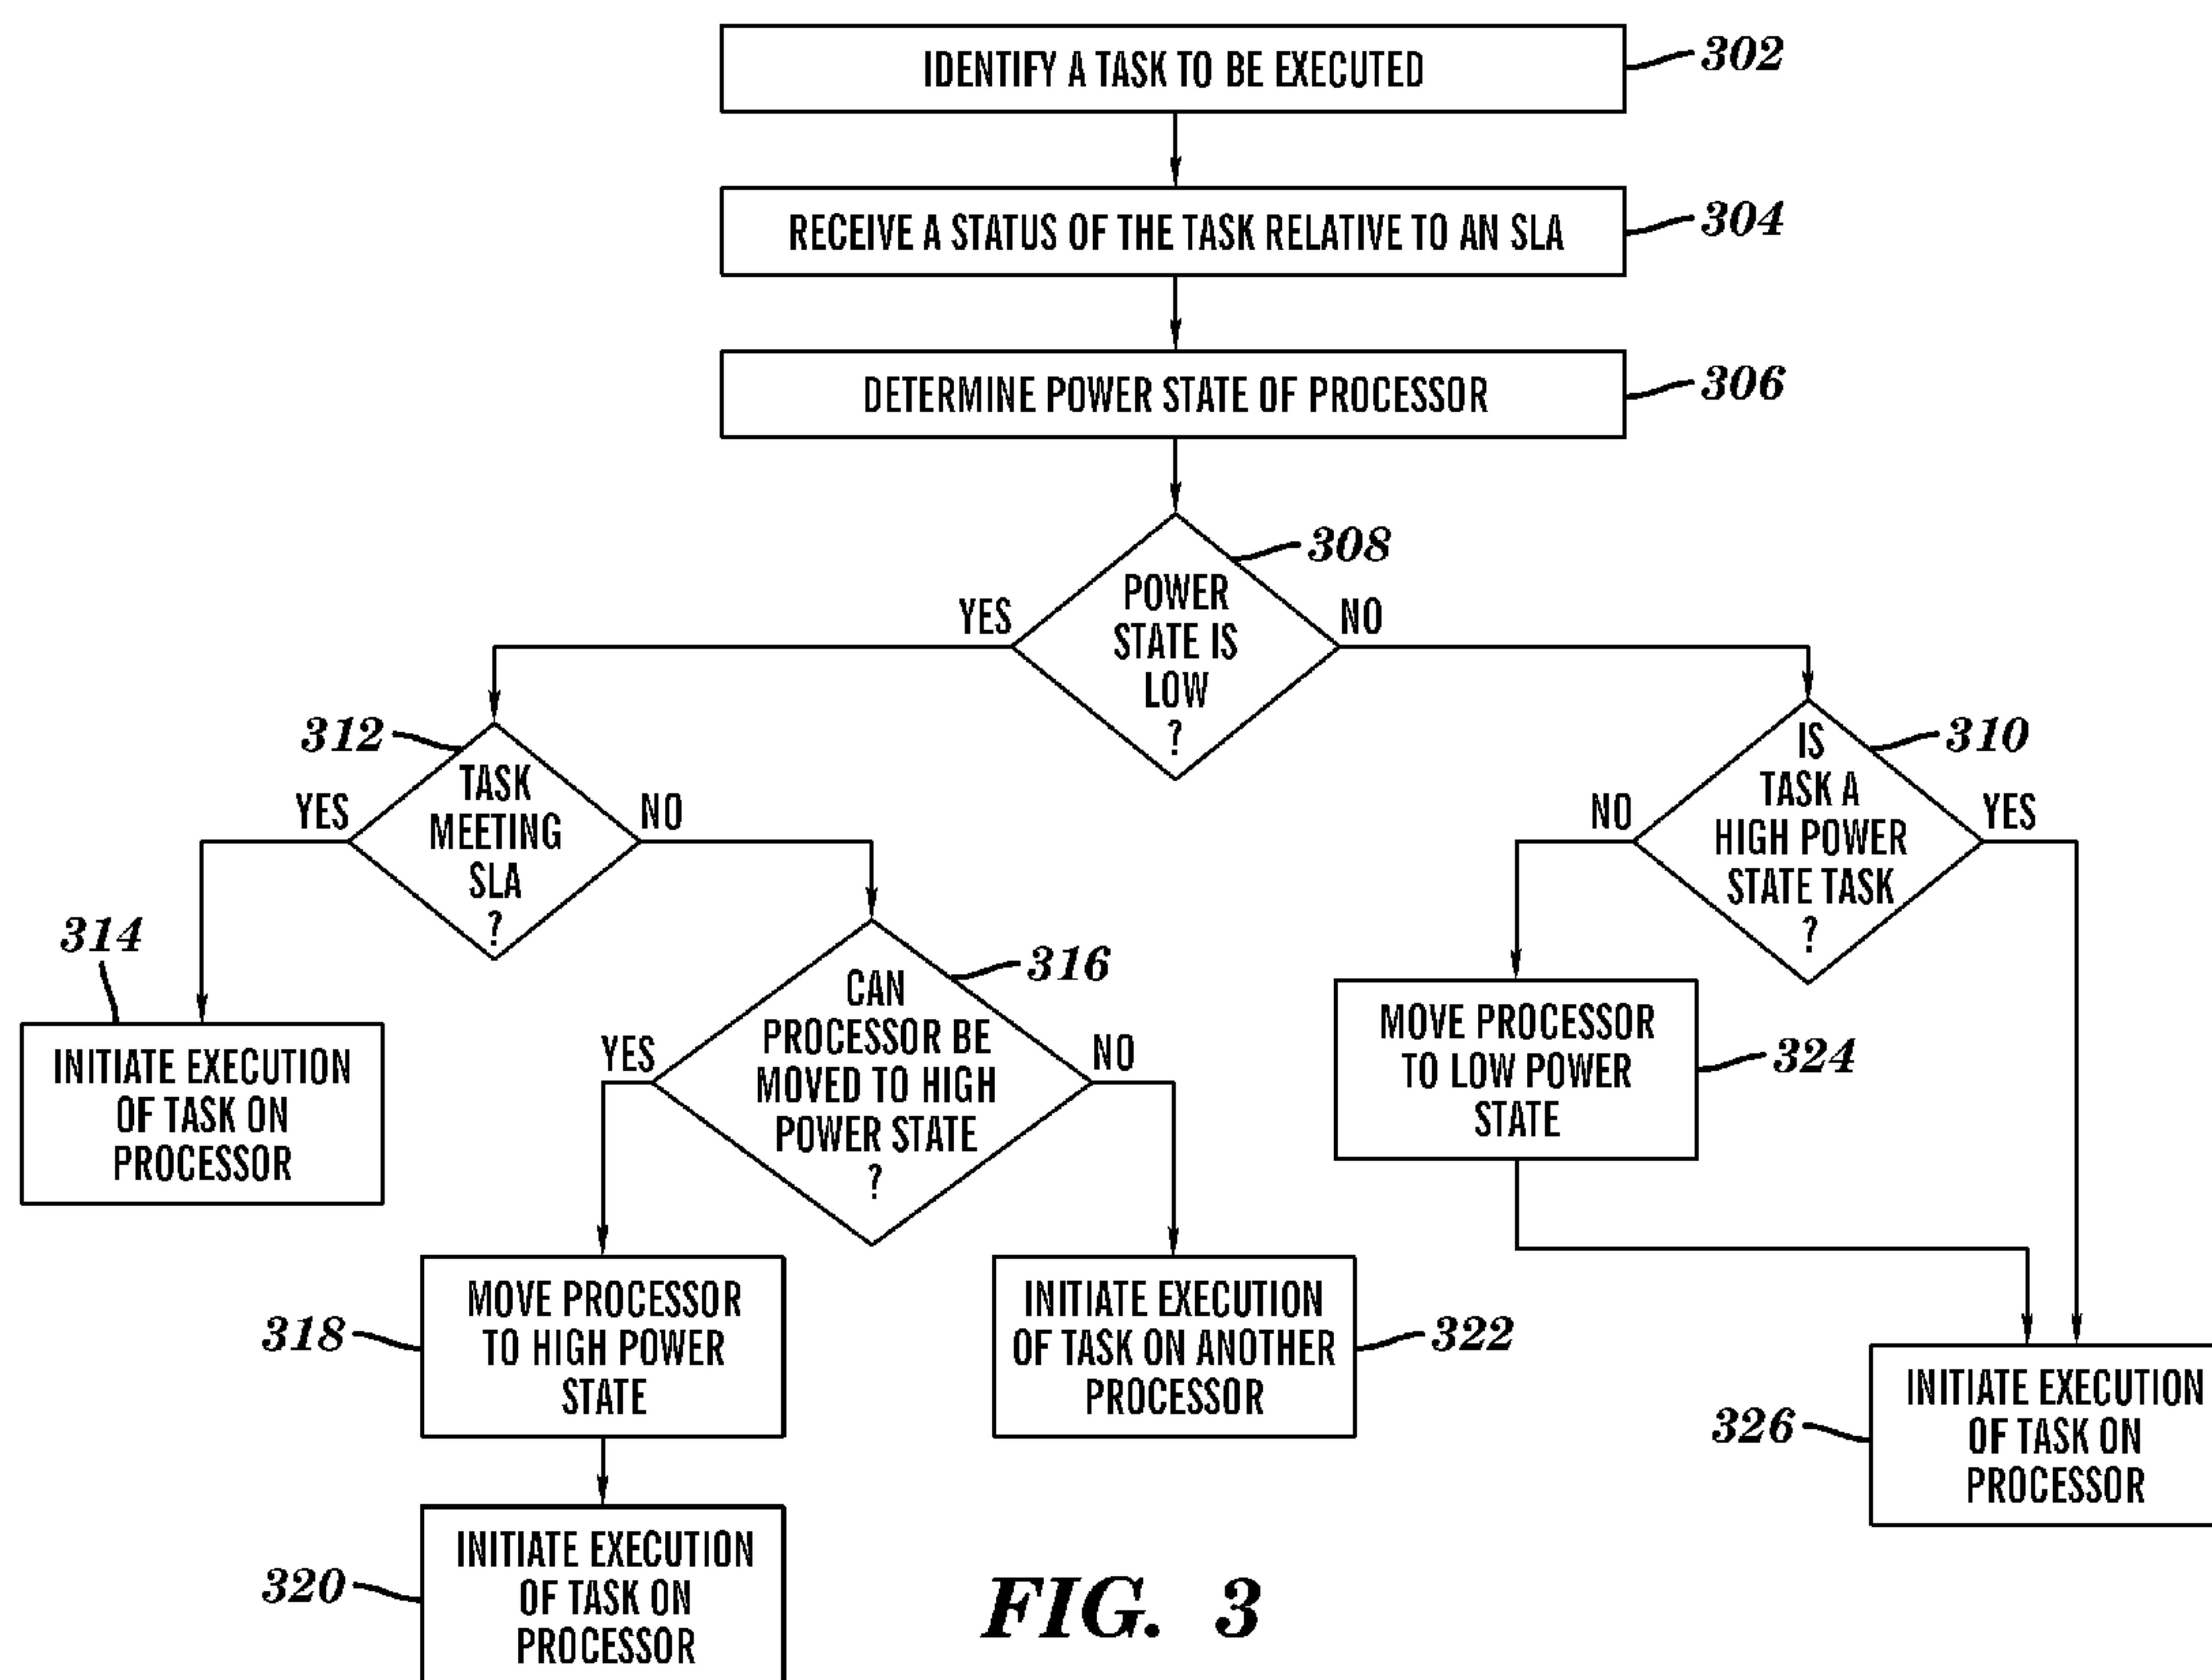 IDENTIFY A TASK TO BE EXECUTED
302
RECEIVE A STATUS OF THE TASK RELATIVE TO AN SLA
304
DETERMINE POWER STATE OF PROCESSOR
306
308
POWER
STATE IS
LOW
?
YES
NO
312
TASK
MEETING
SLA
?
YES
NO
310
IS
TASK A
HIGH POWER
STATE TASK
?
NO
YES
314
INITIATE EXECUTION
OF TASK ON
PROCESSOR
316
CAN
PROCESSOR BE
MOVED TO HIGH
POWER STATE
?
YES
NO
MOVE PROCESSOR
TO LOW POWER
STATE
324
318
MOVE PROCESSOR
TO HIGH POWER
STATE
INITIATE EXECUTION
OF TASK ON ANOTHER
PROCESSOR
322
326
INITIATE EXECUTION
OF TASK ON
PROCESSOR
320
INITIATE EXECUTION
OF TASK ON
PROCESSOR
FIG. 3